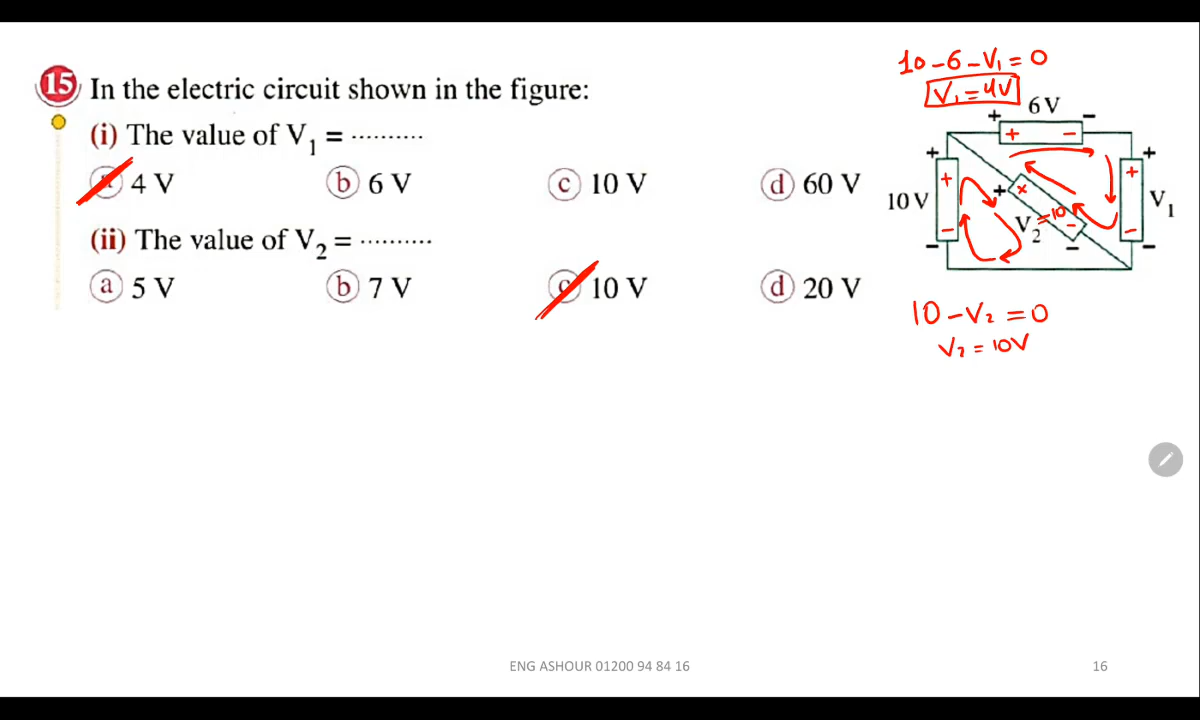 15 In the electric circuit shown in the figure:
(i) The value of V₁ = ..........
a 4 V b 6 V c 10 V d 60 V
(ii) The value of V₂ = ..........
a 5 V b 7 V c 10 V d 20 V
10 - 6 - V₁ = 0
V₁ = 4V
6 V
+ -
+ -
+ +
+ +
10 V
+ x
V₂ = 10
V₁
- -
- -
- -
10 - V₂ = 0
V₂ = 10V
ENG ASHOUR 01200 94 84 16
16